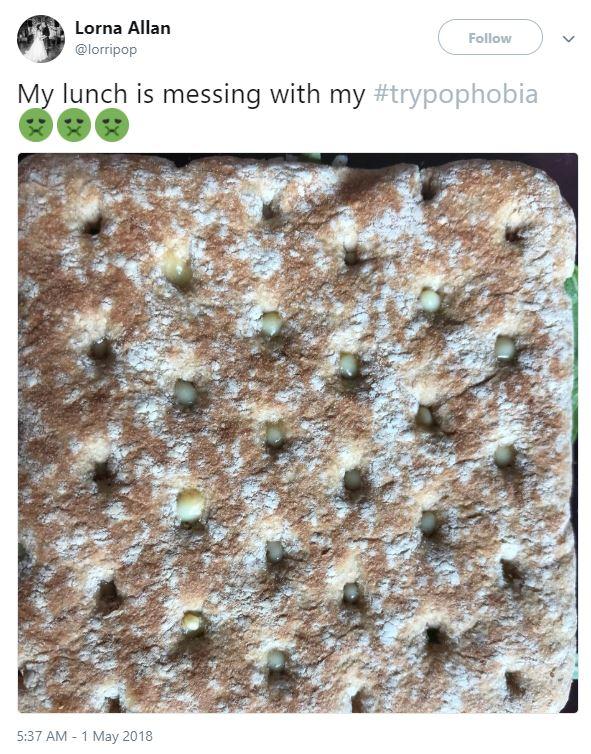 Lorna Allan
@lorripop
Follow
My lunch is messing with my #trypophobia
5:37 AM - 1 May 2018